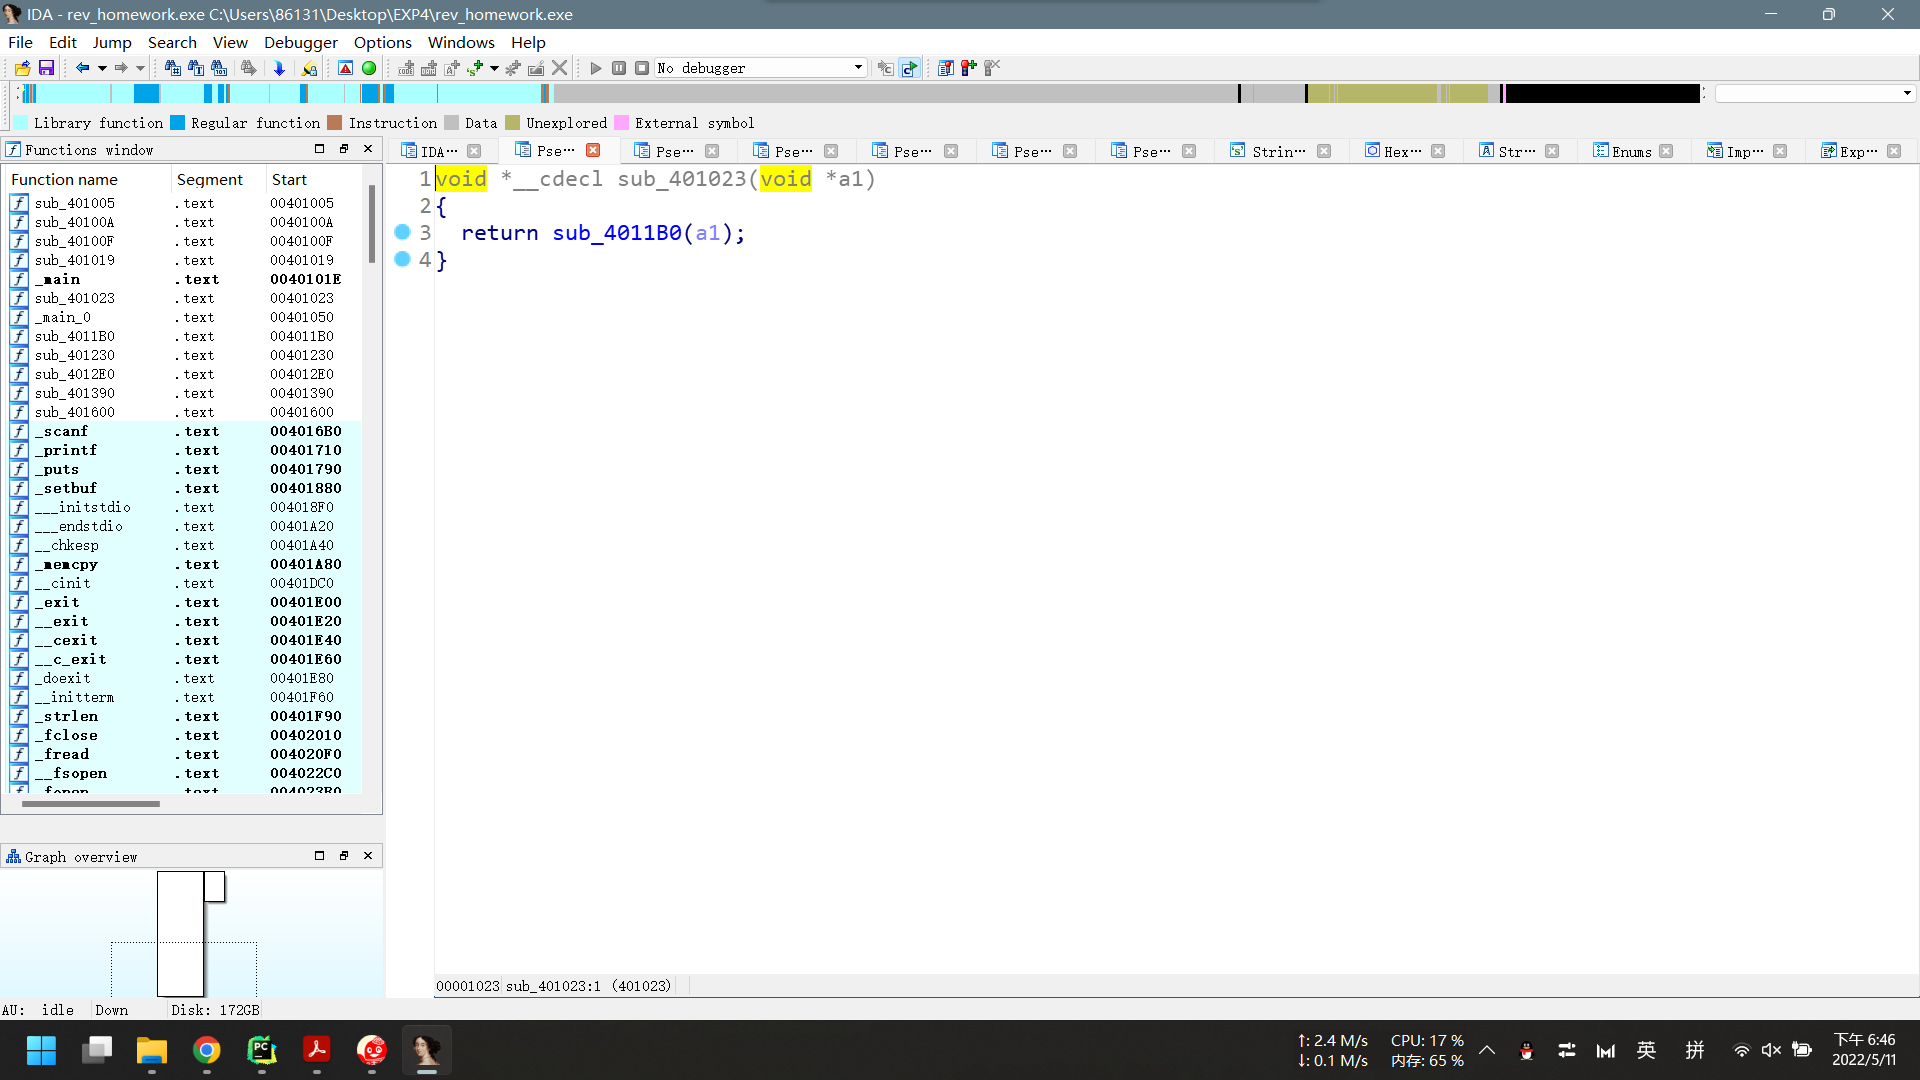 IDA - rev_homework.exe C:\Users\86131\Desktop\EXP4\rev_homework.exe
File Edit Jump Search View Debugger Options Windows Help
No debugger
Library function Regular function Instruction Data Unexplored External symbol
Functions window
IDA… Pse… Pse… Pse… Pse… Pse… Pse… Strin… Hex… Str… Enums Imp… Exp…
Function name Segment Start
sub_401005 .text 00401005
sub_40100A .text 0040100A
sub_40100F .text 0040100F
sub_401019 .text 00401019
_main .text 0040101E
sub_401023 .text 00401023
_main_0 .text 00401050
sub_4011B0 .text 004011B0
sub_401230 .text 00401230
sub_4012E0 .text 004012E0
sub_401390 .text 00401390
sub_401600 .text 00401600
_scanf .text 004016B0
_printf .text 00401710
_puts .text 00401790
_setbuf .text 00401880
___initstdio .text 004018F0
___endstdio .text 00401A20
__chkesp .text 00401A40
_memcpy .text 00401A80
__cinit .text 00401DC0
_exit .text 00401E00
__exit .text 00401E20
__cexit .text 00401E40
__c_exit .text 00401E60
_doexit .text 00401E80
__initterm .text 00401F60
_strlen .text 00401F90
_fclose .text 00402010
_fread .text 004020F0
__fsopen .text 004022C0
_fopen .text 004023B0
1 void *__cdecl sub_401023(void *a1)
2 {
3 return sub_4011B0(a1);
4 }
Graph overview
00001023 sub_401023:1 (401023)
AU: idle Down Disk: 172GB
↑: 2.4 M/s CPU: 17 %
↓: 0.1 M/s 内存: 65 %
英 拼
下午 6:46
2022/5/11